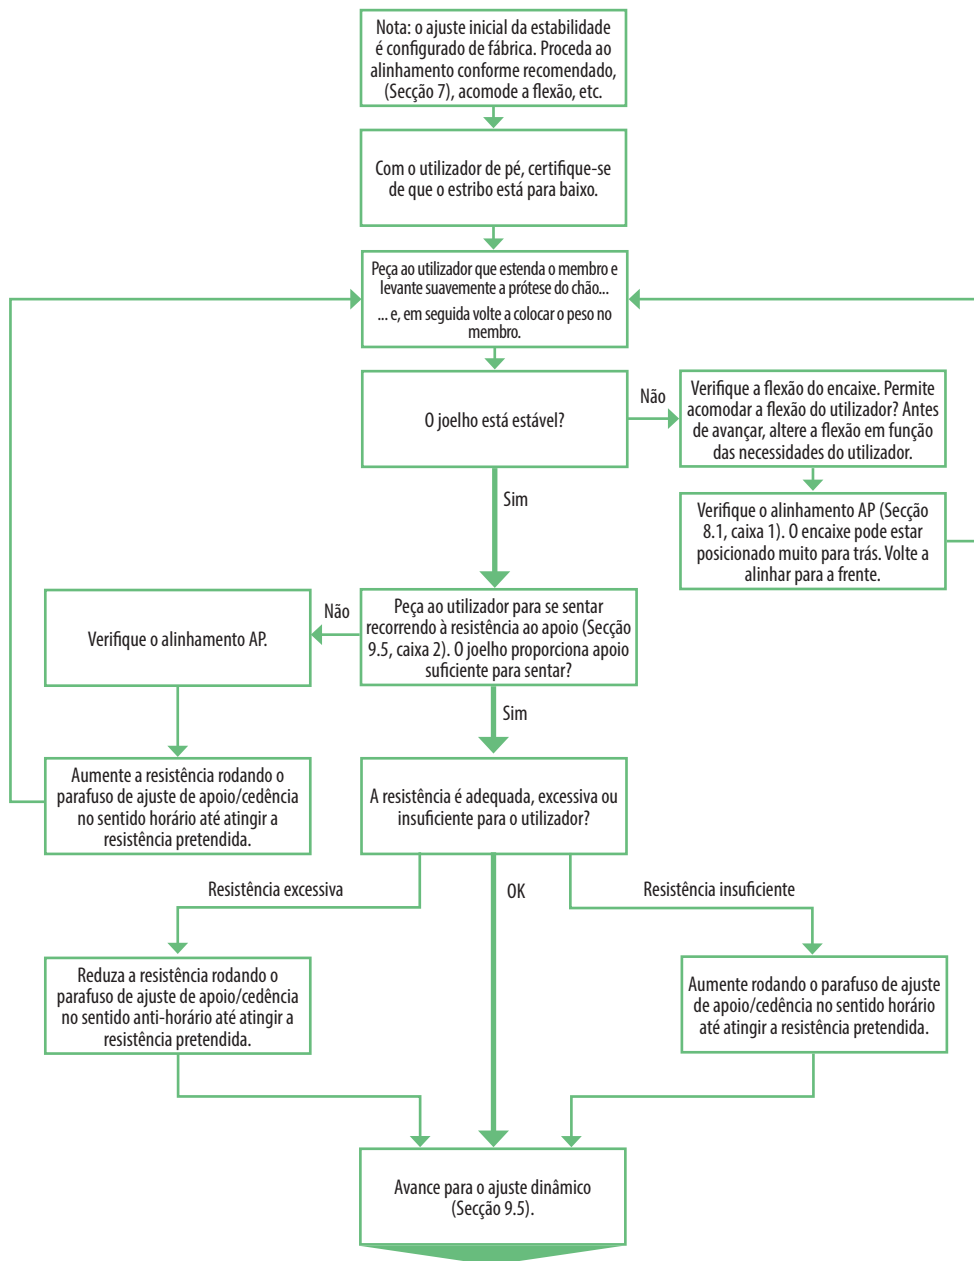 Nota: o ajuste inicial da estabilidade
é configurado de fábrica. Proceda ao
alinhamento conforme recomendado,
(Secção 7), acomode a flexão, etc.
Com o utilizador de pé, certifique-se
de que o estribo está para baixo.
Peça ao utilizador que estenda o membro e
levante suavemente a prótese do chão...
... e, em seguida volte a colocar o peso no
membro.
O joelho está estável?
Não
Verifique a flexão do encaixe. Permite
acomodar a flexão do utilizador? Antes
de avançar, altere a flexão em função
das necessidades do utilizador.
Verifique o alinhamento AP (Secção
8.1, caixa 1). O encaixe pode estar
posicionado muito para trás. Volte a
alinhar para a frente.
Sim
Peça ao utilizador para se sentar
recorrendo à resistência ao apoio (Secção
9.5, caixa 2). O joelho proporciona apoio
suficiente para sentar?
Não
Verifique o alinhamento AP.
Aumente a resistência rodando o
parafuso de ajuste de apoio/cedência
no sentido horário até atingir a
resistência pretendida.
Sim
A resistência é adequada, excessiva ou
insuficiente para o utilizador?
Resistência excessiva
OK
Resistência insuficiente
Reduza a resistência rodando o
parafuso de ajuste de apoio/cedência
no sentido anti-horário até atingir a
resistência pretendida.
Aumente rodando o parafuso de ajuste
de apoio/cedência no sentido horário
até atingir a resistência pretendida.
Avance para o ajuste dinâmico
(Secção 9.5).